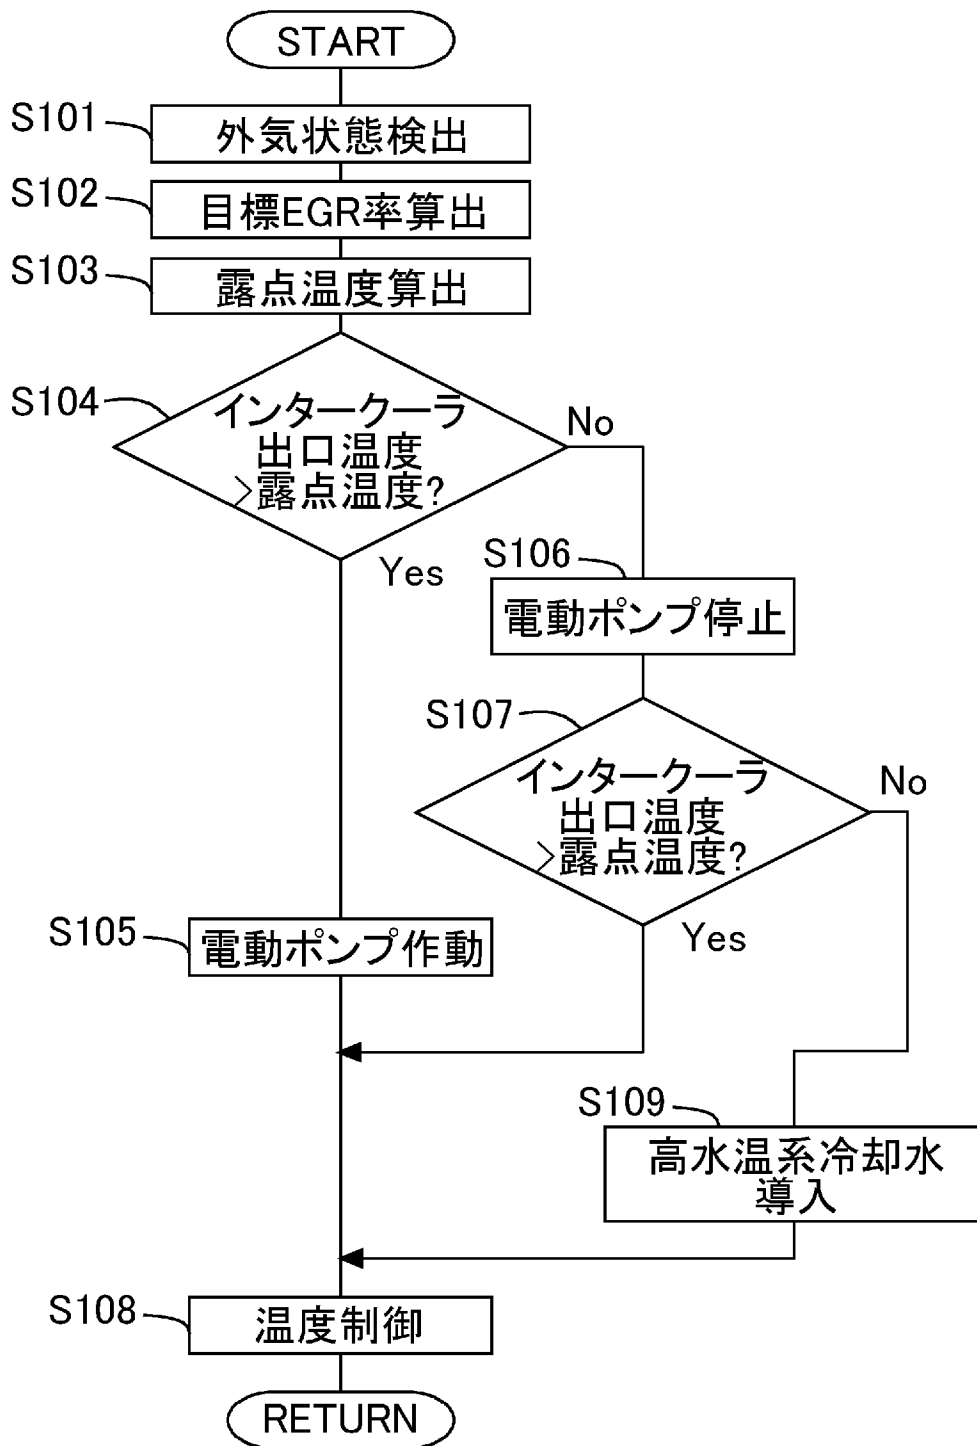 START
S101
外気状態検出
S102
目標EGR率算出
S103
露点温度算出
S104
インタークーラ
出口温度
>露点温度?
No
Yes
S106
電動ポンプ停止
S107
インタークーラ
出口温度
>露点温度?
No
Yes
S105
電動ポンプ作動
S109
高水温系冷却水
導入
S108
温度制御
RETURN